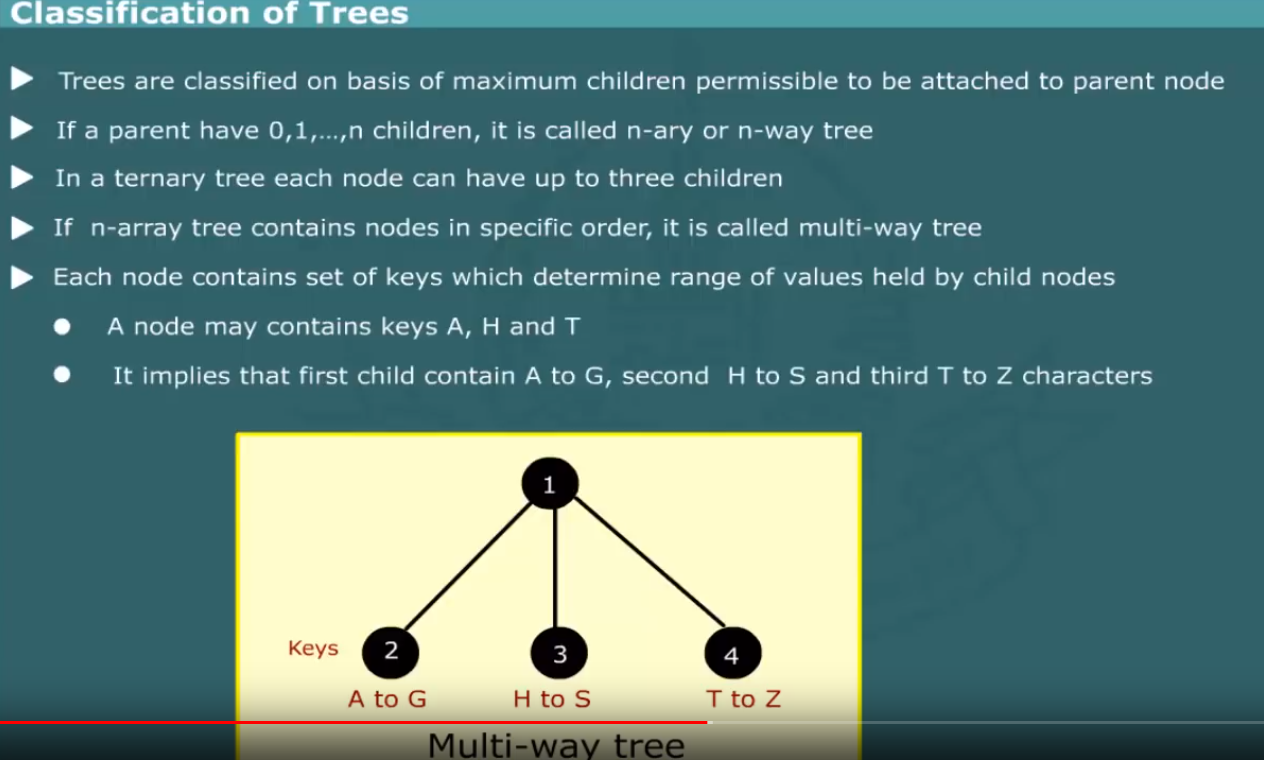 Classification of Trees
Trees are classified on basis of maximum children permissible to be attached to parent node
If a parent have 0,1,...,n children, it is called n-ary or n-way tree
In a ternary tree each node can have up to three children
If n-array tree contains nodes in specific order, it is called multi-way tree
Each node contains set of keys which determine range of values held by child nodes
A node may contains keys A, H and T
It implies that first child contain A to G, second H to S and third T to Z characters
1
Keys 2 3 4
A to G H to S T to Z
Multi-way tree